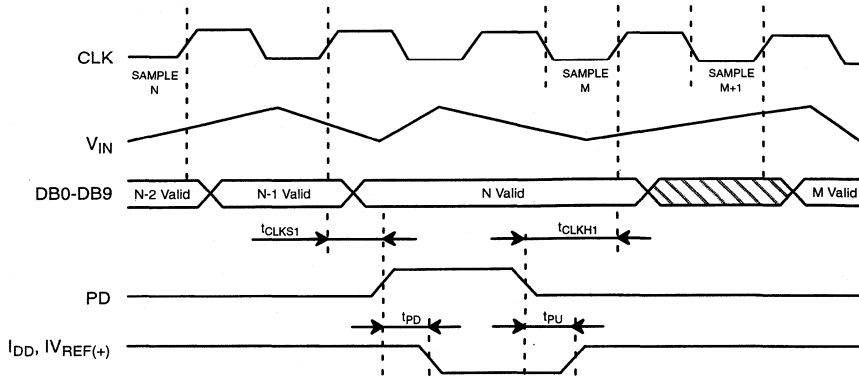 CLK
SAMPLE
N
SAMPLE
M
SAMPLE
M+1
VIN
DB0-DB9
N-2 Valid
N-1 Valid
N Valid
M Valid
tCLKS1
tCLKH1
PD
tPD
tPU
IDD, IVREF(+)